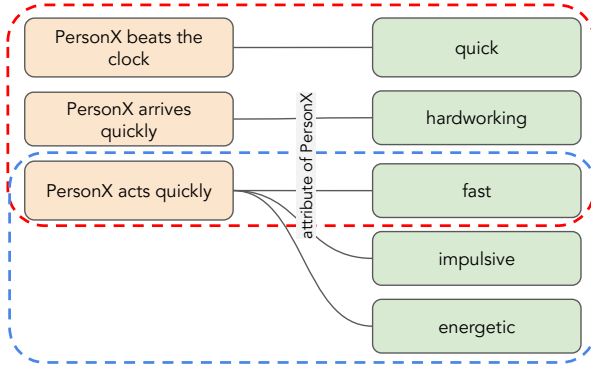 PersonX beats the
clock
quick
PersonX arrives
quickly
hardworking
attribute of PersonX
PersonX acts quickly
fast
impulsive
energetic